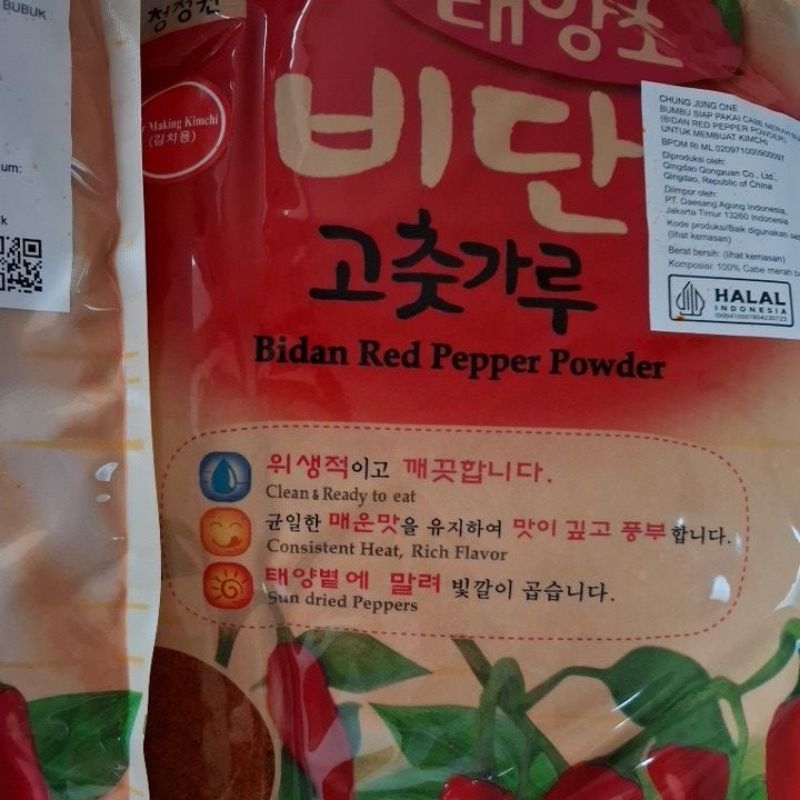 BUBUK
청정원
태양초
Making Kimchi
(김치용)
비단
고춧가루
Bidan Red Pepper Powder
CHUNG JUNG ONE
BUMBU SIAP PAKAI CABE MERAH
(BIDAN RED PEPPER POWDER)
UNTUK MEMBUAT KIMCHI
BPOM RI ML 020971000900097
Diproduksi oleh:
Qingdao Qongxuan Co., Ltd.,
Qingdao, Republic of China
Diimpor oleh:
PT. Daesang Agung Indonesia,
Jakarta Timur 13260 Indonesia
Kode produksi/Baik digunakan
(lihat kemasan)
Berat bersih: (lihat kemasan)
Komposisi: 100% Cabe merah
HALAL
INDONESIA
위생적이고 깨끗합니다.
Clean & Ready to eat
균일한 매운맛을 유지하여 맛이 깊고 풍부합니다.
Consistent Heat, Rich Flavor
태양볕에 말려 빛깔이 곱습니다.
Sun dried Peppers